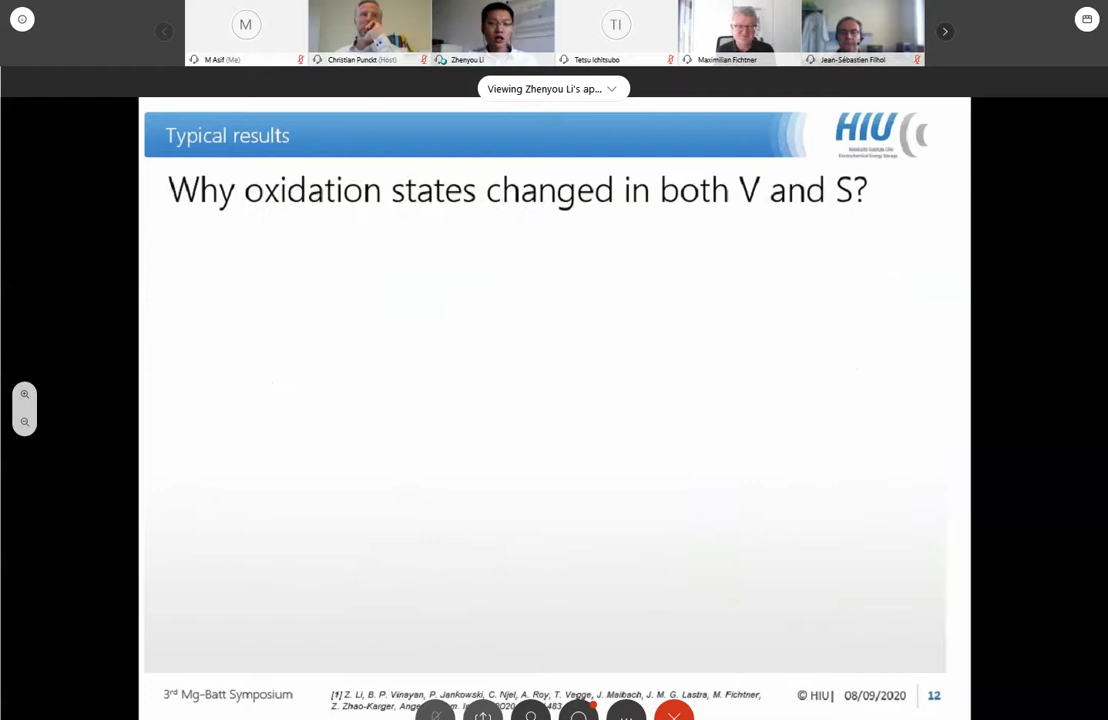 M
TI
M Asif (Me)
Christian Punckt (Host)
Zhenyou Li
Tetsu Ichitsubo
Maximilian Fichtner
Jean-Sébastien Filhol
Viewing Zhenyou Li's ap...
Typical results
HIU
Why oxidation states changed in both V and S?
3rd Mg-Batt Symposium
[1] Z. Li, B. P. Vinayan, P. Jankowski, C. Njel, A. Roy, T. Vegge, J. Maibach, J. M. G. Lastra, M. Fichtner,
Z. Zhao-Karger, Angew
© HIU| 08/09/2020 12